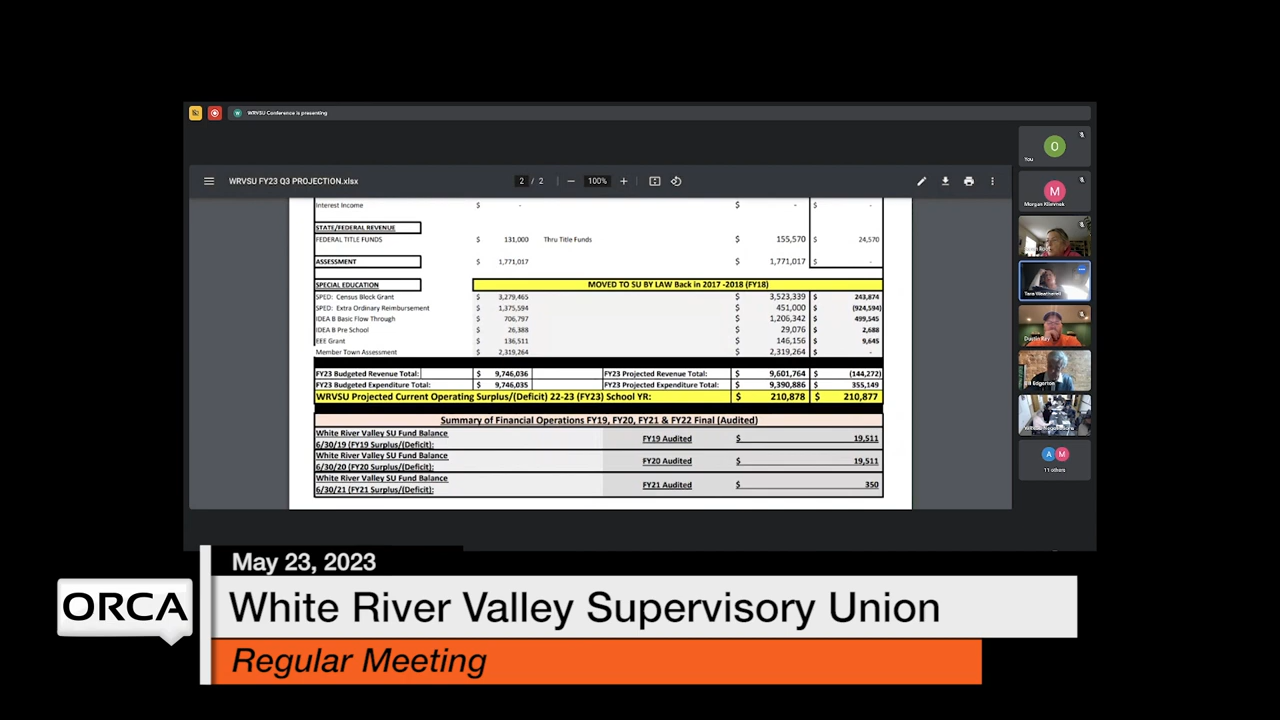 WRVSU Conference is presenting
O
You
WRVSU FY23 Q3 PROJECTION.xlsx 2 / 2 100%
M
Morgan Klimmek
Interest Income $ - $ - -
STATE/FEDERAL REVENUE
FEDERAL TITLE FUNDS $ 131,000 Thru Title Funds $ 155,570 24,570
ASSESSMENT $ 1,771,017 $ 1,771,017 $ -
SPECIAL EDUCATION MOVED TO SU BY LAW Back in 2017 -2018 (FY18)
SPED: Census Block Grant $ 3,279,465 $ 3,523,339 $ 243,874
SPED: Extra Ordinary Reimbursement $ 1,375,594 $ 451,000 $ (924,594)
IDEA B Basic Flow Through $ 706,797 $ 1,206,342 $ 499,545
IDEA B Pre School $ 26,388 $ 29,076 $ 2,688
EEE Grant $ 136,511 $ 146,156 $ 9,645
Member Town Assessment $ 2,319,264 $ 2,319,264 $ -
FY23 Budgeted Revenue Total: $ 9,746,036 FY23 Projected Revenue Total: $ 9,601,764 (144,272)
FY23 Budgeted Expenditure Total: $ 9,746,035 FY23 Projected Expenditure Total: $ 9,390,886 355,149
WRVSU Projected Current Operating Surplus/(Deficit) 22-23 (FY23) School YR: $ 210,878 $ 210,877
Summary of Financial Operations FY19, FY20, FY21 & FY22 Final (Audited)
White River Valley SU Fund Balance
6/30/19 (FY19 Surplus/(Deficit): FY19 Audited $ 19,511
White River Valley SU Fund Balance
6/30/20 (FY20 Surplus/(Deficit): FY20 Audited $ 19,511
White River Valley SU Fund Balance
6/30/21 (FY21 Surplus/(Deficit): FY21 Audited $ 350
Tara Weatherell
Dustin Ray
Bill Edgerton
A M
11 others
May 23, 2023
ORCA
White River Valley Supervisory Union
Regular Meeting